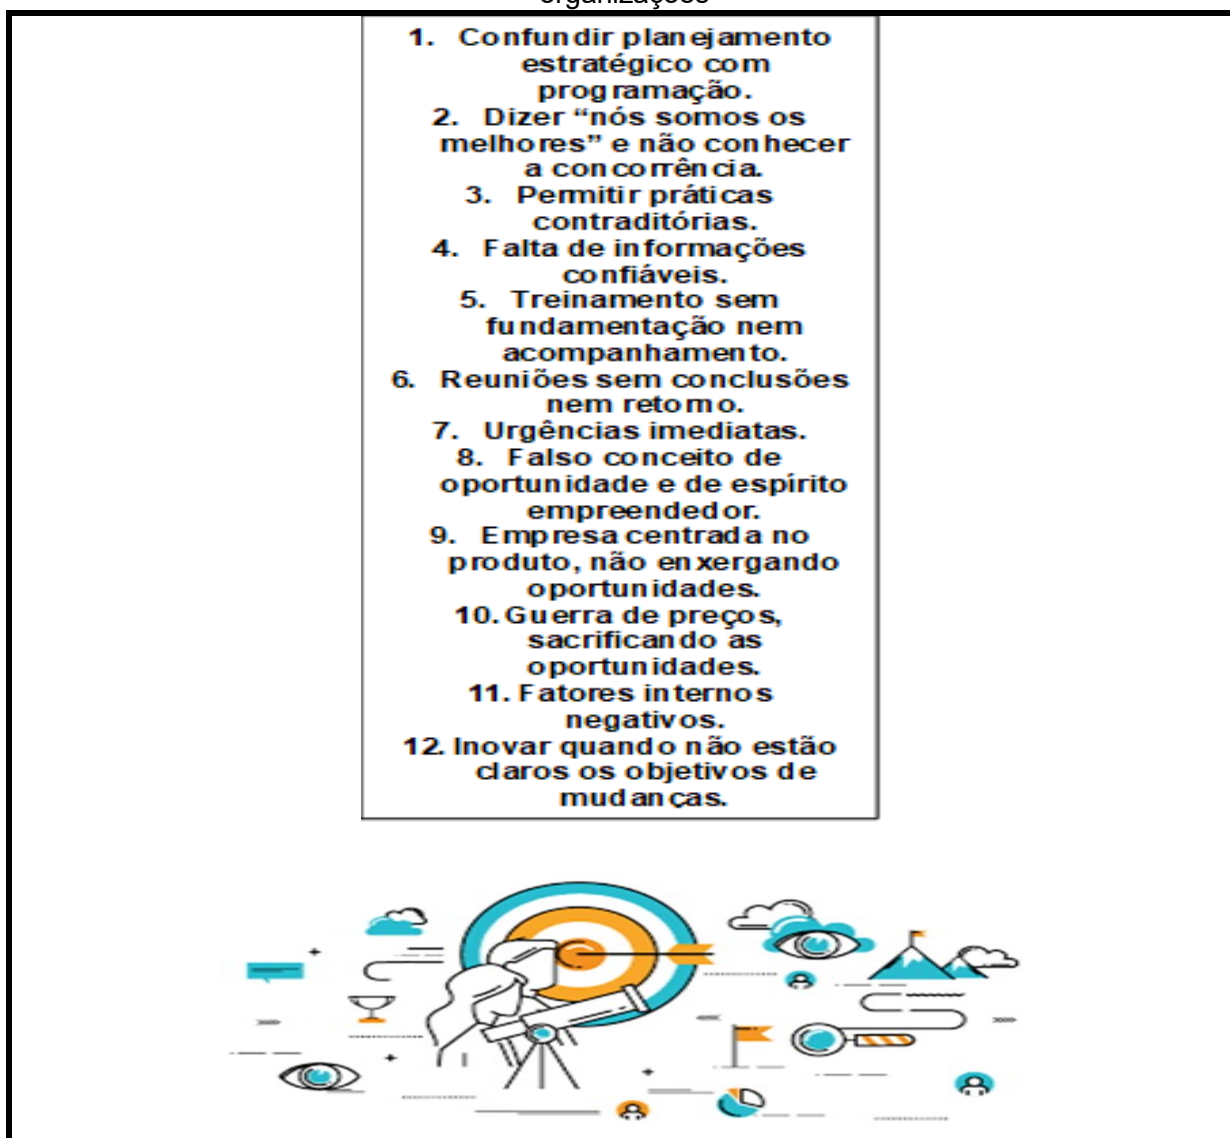 organizações
1. Confundir planejamento
estratégico com
programação.
2. Dizer “nós somos os
melhores” e não conhecer
a concorrência.
3. Permitir práticas
contraditórias.
4. Falta de informações
confiáveis.
5. Treinamento sem
fundamentação nem
acompanhamento.
6. Reuniões sem conclusões
nem retorno.
7. Urgências imediatas.
8. Falso conceito de
oportunidade e de espírito
empreendedor.
9. Empresa centrada no
produto, não enxergando
oportunidades.
10. Guerra de preços,
sacrificando as
oportunidades.
11. Fatores internos
negativos.
12. Inovar quando não estão
claros os objetivos de
mudanças.